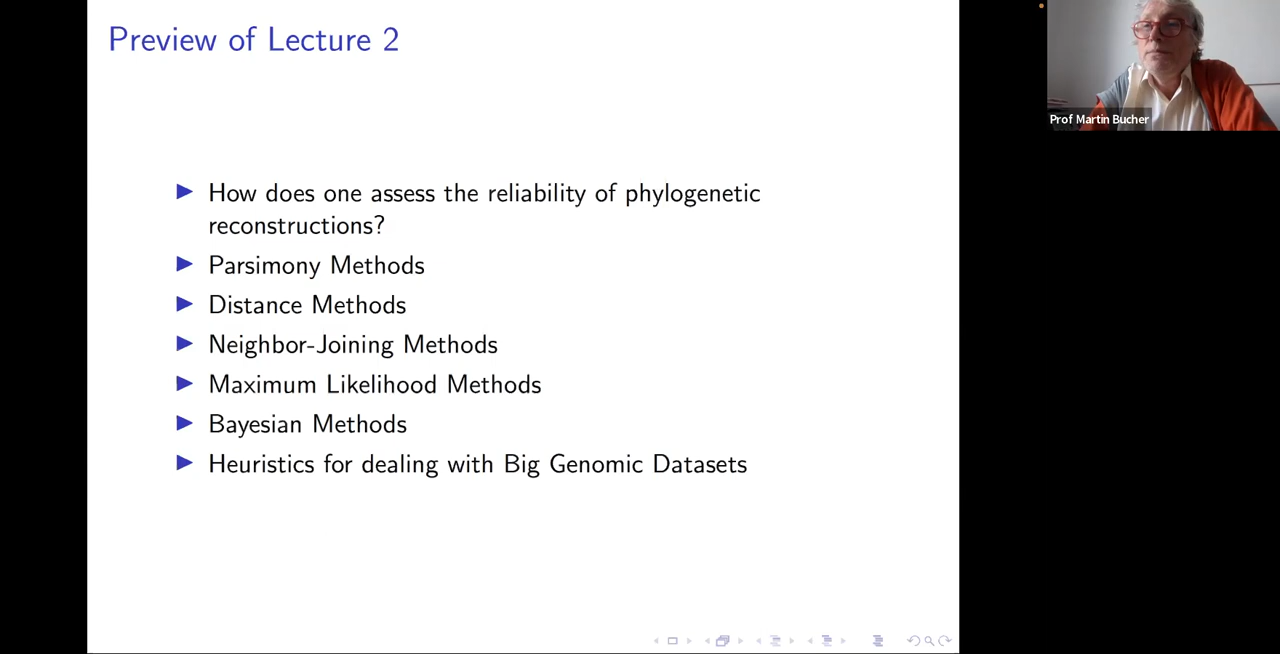 Preview of Lecture 2
How does one assess the reliability of phylogenetic
reconstructions?
Parsimony Methods
Distance Methods
Neighbor-Joining Methods
Maximum Likelihood Methods
Bayesian Methods
Heuristics for dealing with Big Genomic Datasets
Prof Martin Bucher